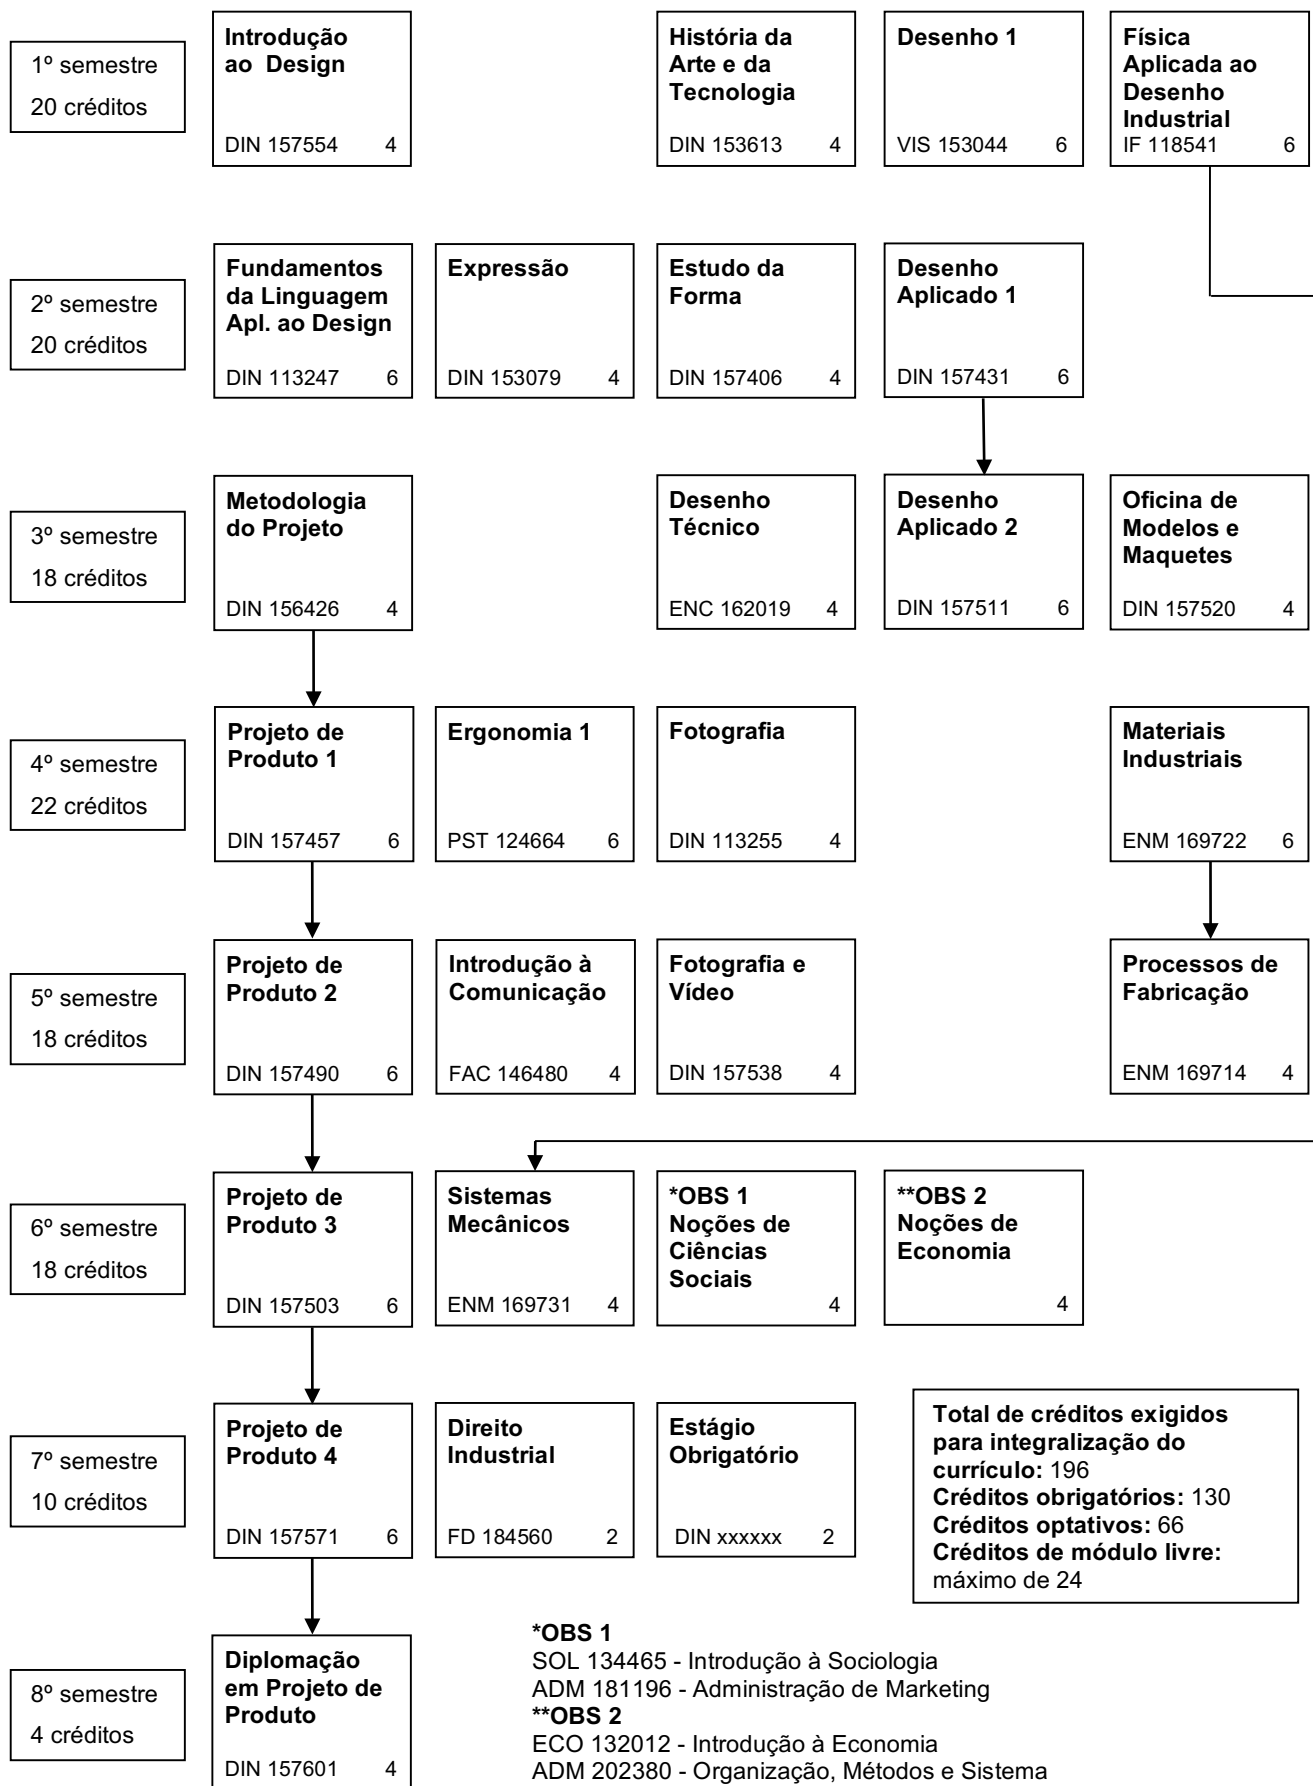 1º semestre
20 créditos
Introdução
ao Design
DIN 157554 4
História da
Arte e da
Tecnologia
DIN 153613 4
Desenho 1
VIS 153044 6
Física
Aplicada ao
Desenho
Industrial
IF 118541 6
2º semestre
20 créditos
Fundamentos
da Linguagem
Apl. ao Design
DIN 113247 6
Expressão
DIN 153079 4
Estudo da
Forma
DIN 157406 4
Desenho
Aplicado 1
DIN 157431 6
3º semestre
18 créditos
Metodologia
do Projeto
DIN 156426 4
Desenho
Técnico
ENC 162019 4
Desenho
Aplicado 2
DIN 157511 6
Oficina de
Modelos e
Maquetes
DIN 157520 4
4º semestre
22 créditos
Projeto de
Produto 1
DIN 157457 6
Ergonomia 1
PST 124664 6
Fotografia
DIN 113255 4
Materiais
Industriais
ENM 169722 6
5º semestre
18 créditos
Projeto de
Produto 2
DIN 157490 6
Introdução à
Comunicação
FAC 146480 4
Fotografia e
Vídeo
DIN 157538 4
Processos de
Fabricação
ENM 169714 4
6º semestre
18 créditos
Projeto de
Produto 3
DIN 157503 6
Sistemas
Mecânicos
ENM 169731 4
*OBS 1
Noções de
Ciências
Sociais
4
**OBS 2
Noções de
Economia
4
7º semestre
10 créditos
Projeto de
Produto 4
DIN 157571 6
Direito
Industrial
FD 184560 2
Estágio
Obrigatório
DIN xxxxxx 2
Total de créditos exigidos
para integralização do
currículo: 196
Créditos obrigatórios: 130
Créditos optativos: 66
Créditos de módulo livre:
máximo de 24
8º semestre
4 créditos
Diplomação
em Projeto de
Produto
DIN 157601 4
*OBS 1
SOL 134465 - Introdução à Sociologia
ADM 181196 - Administração de Marketing
**OBS 2
ECO 132012 - Introdução à Economia
ADM 202380 - Organização, Métodos e Sistema